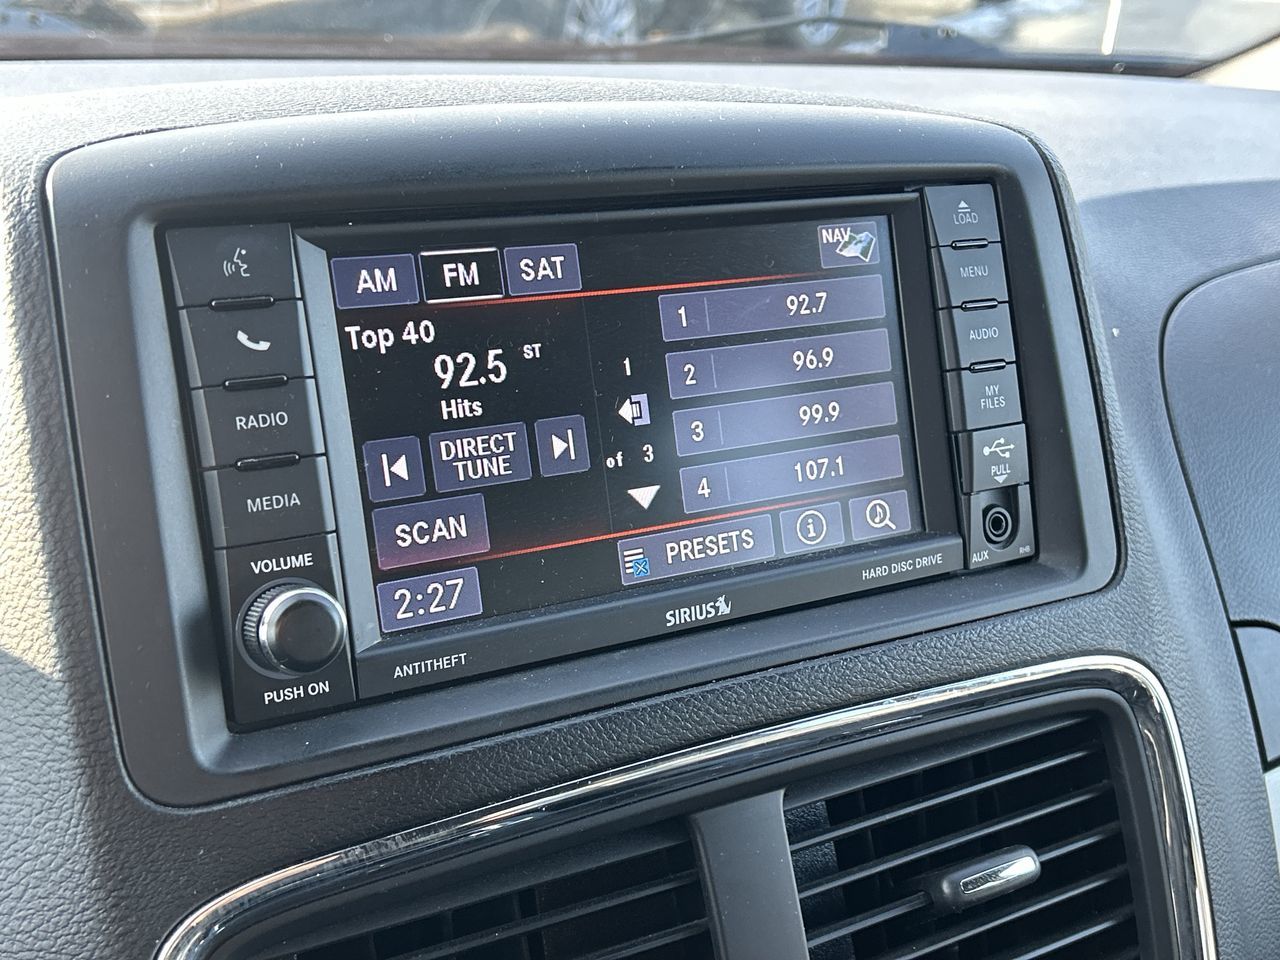 AM
FM
SAT
NAV
Top 40
92.5 ST
Hits
DIRECT
TUNE
SCAN
2:27
1
of 3
1 92.7
2 96.9
3 99.9
4 107.1
PRESETS
RADIO
MEDIA
VOLUME
PUSH ON
ANTITHEFT
SIRIUS
HARD DISC DRIVE
LOAD
MENU
AUDIO
MY
FILES
PULL
AUX
RHB